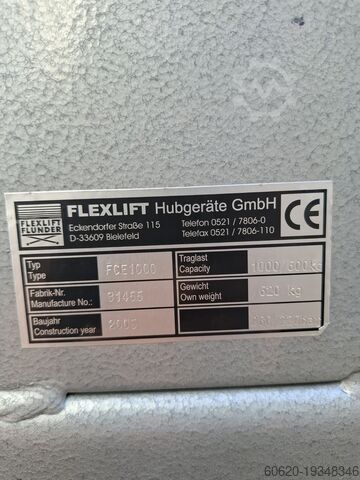 FLEXLIFT
FLUNDER
FLEXLIFT Hubgeräte GmbH
Eckendorfer Straße 115 Telefon 0521 / 7806-0
D-33609 Bielefeld Telefax 0521 / 7806-110
CE
Typ
Type FCE1000
Traglast
Capacity 1000/600kg
Fabrik-Nr.
Manufacture No.: 31465
Gewicht
Own weight 620 kg
Baujahr
Construction year 2005
60620-19348346